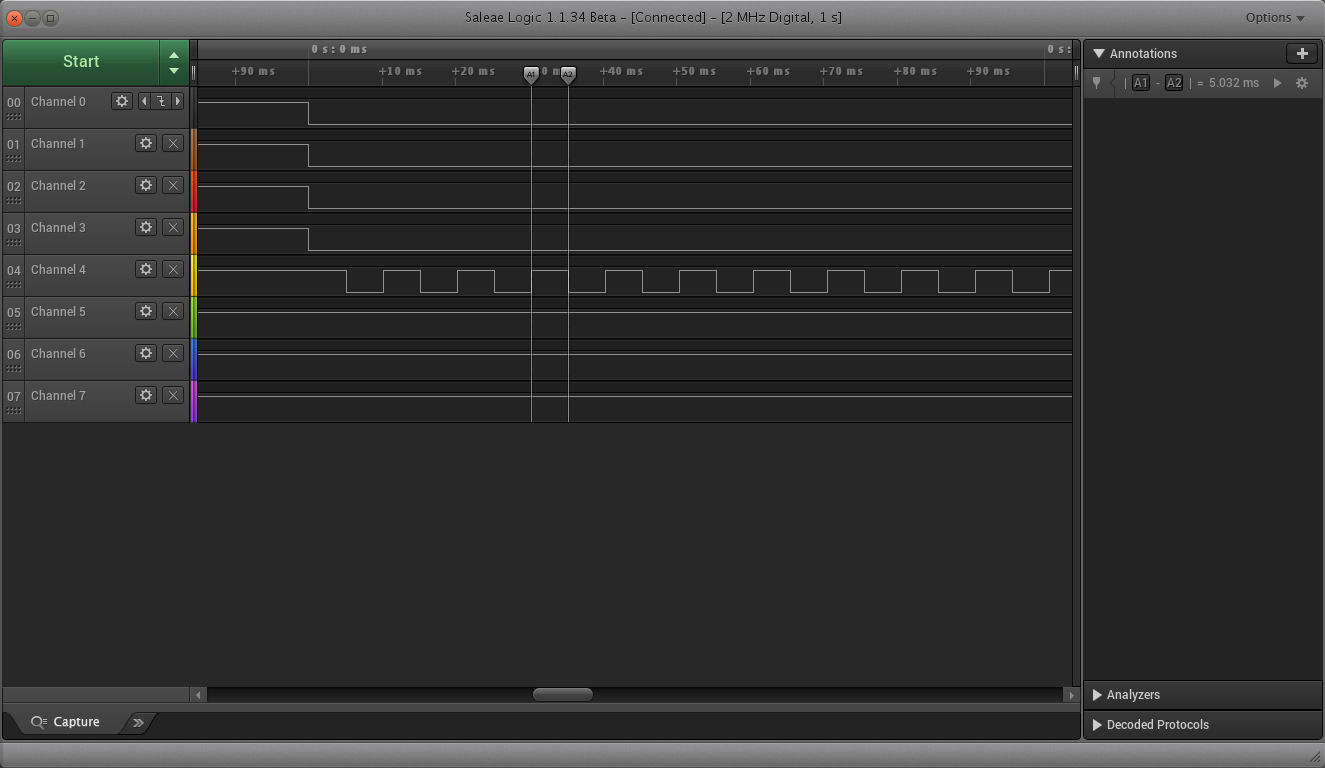 Saleae Logic 1.1.34 Beta - [Connected] - [2 MHz Digital, 1 s]
Options
Start
0 s : 0 ms
0 s :
+90 ms
+10 ms
+20 ms
A1
0 m
A2
+40 ms
+50 ms
+60 ms
+70 ms
+80 ms
+90 ms
Annotations
| A1 - A2 | = 5.032 ms
00 Channel 0
01 Channel 1
02 Channel 2
03 Channel 3
04 Channel 4
05 Channel 5
06 Channel 6
07 Channel 7
Capture
Analyzers
Decoded Protocols